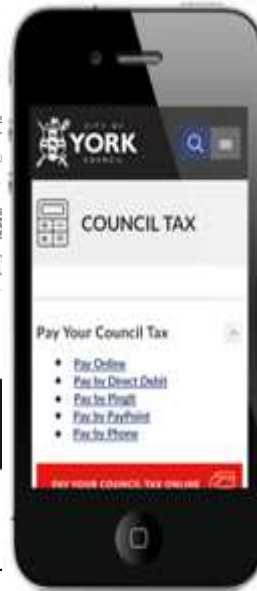 CITY OF
YORK
COUNCIL
COUNCIL TAX
Pay Your Council Tax
Pay Online
Pay by Direct Debit
Pay by Pingit
Pay by PayPoint
Pay by Phone
PAY YOUR COUNCIL TAX ONLINE